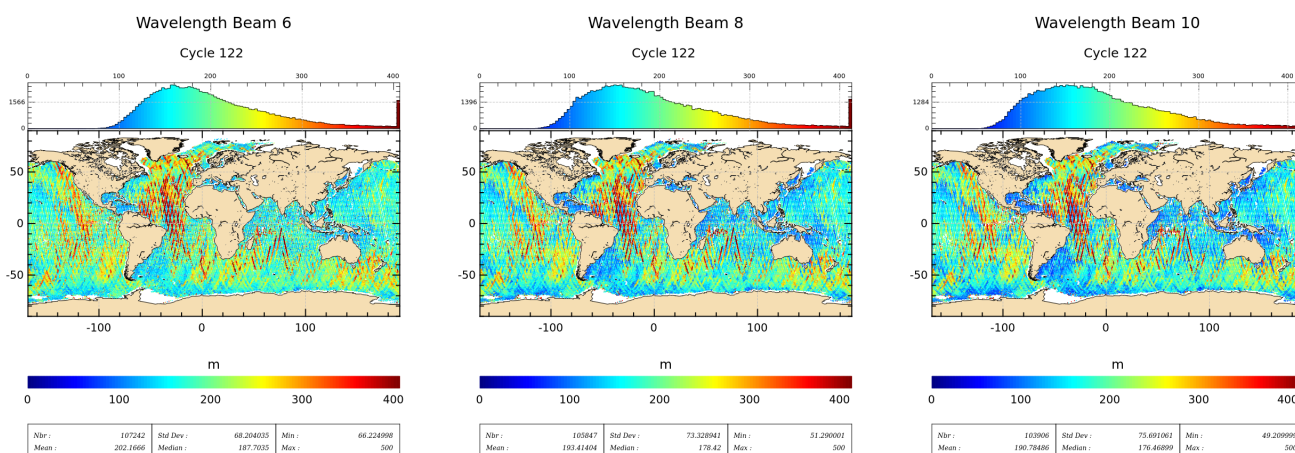 Wavelength Beam 6
Cycle 122
0 100 200 300 400
1566
0
50
0
-50
-100 0 100
m
0 100 200 300 400
Nbr : 107242 Std Dev : 68.204035 Min : 66.224998
Mean : 202.1666 Median : 187.7035 Max : 500
Wavelength Beam 8
Cycle 122
0 100 200 300 400
1396
0
50
0
-50
-100 0 100
m
0 100 200 300 400
Nbr : 105847 Std Dev : 73.328941 Min : 51.290001
Mean : 193.41404 Median : 178.42 Max : 500
Wavelength Beam 10
Cycle 122
0 100 200 300 400
1284
0
50
0
-50
-100 0 100
m
0 100 200 300 400
Nbr : 103906 Std Dev : 75.691061 Min : 49.209999
Mean : 190.78486 Median : 176.46899 Max : 500